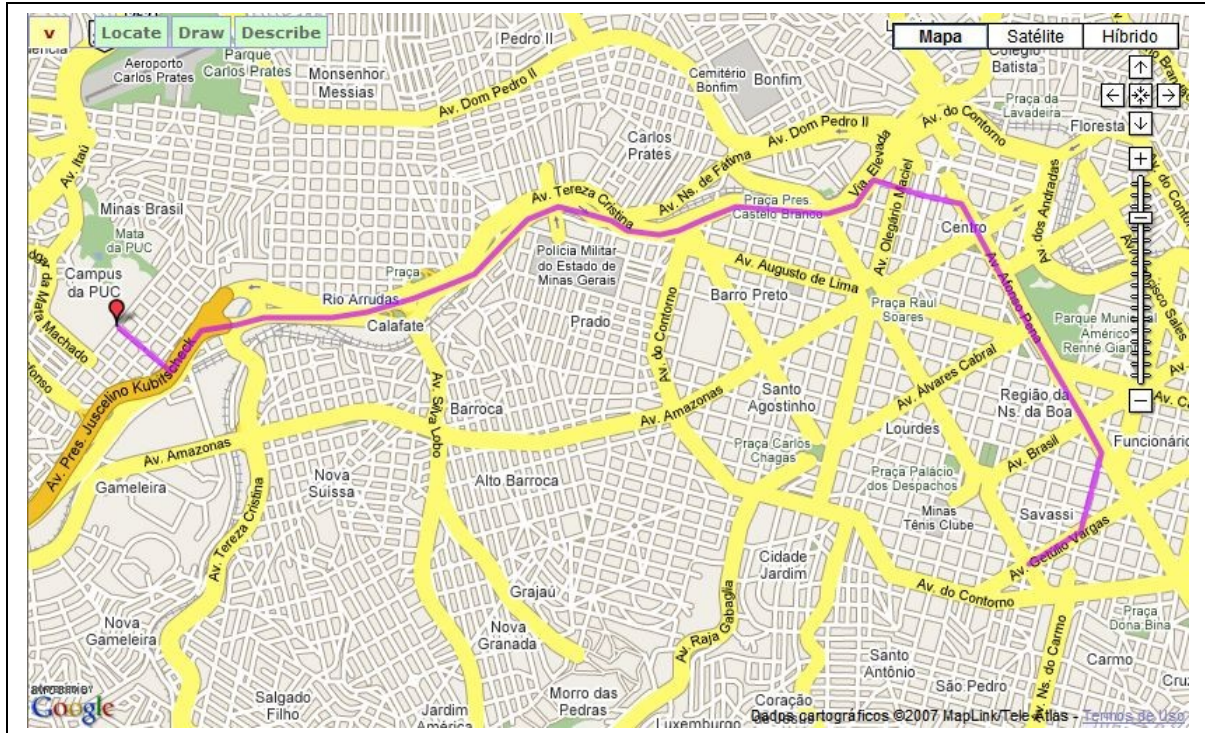 v
Locate Draw Describe
Mapa Satélite Híbrido
Pedro II
Colégio
Batista
Aeroporto
Carlos Prates
Parque
Carlos Prates
Monsenhor
Messias
Av. Dom Pedro II
Cemitério
Bonfim
Bonfim
Praça da
Lavadeira
Floresta
Av. Itaú
Carlos
Prates
Av. Dom Pedro II
Via Elevada
Av. do Contorno
Minas Brasil
Mata
da PUC
Av. Tereza Cristina
Av. Ns. de Fátima
Praça Pres.
Castelo Branco
Av. Olegário Maciel
Centro
Av. dos Andradas
Av. do Contorno
Campus
da PUC
Praça
Rio Arrudas
Calafate
Polícia Militar
do Estado de
Minas Gerais
Prado
Av. Augusto de Lima
Barro Preto
Praça Raul
Soares
Av. Afonso Pena
Parque
Américo
Renné
da Mata Machado
Av. Pres. Juscelino Kubitscheck
Av. do Contorno
Av. Álvares Cabral
Santo
Agostinho
Região da
Ns. da Boa
Barroca
Av. Silva Lobo
Av. Amazonas
Lourdes
Av. Brasil
Av. Amazonas
Gameleira
Nova
Suissa
Alto Barroca
Praça Carlos
Chagas
Praça Palácio
dos Despachos
Minas
Tênis Clube
Savassi
Av. Getúlio Vargas
Av. Tereza Cristina
Cidade
Jardim
Grajaú
Av. do Contorno
Nova
Gameleira
Nova
Granada
Av. Raja Gabaglia
Praça
Dona Bina
Santo
Antônio
São Pedro
Av. Ns. do Carmo
Carmo
Salgado
Filho
Jardim
América
Morro das
Pedras
Luxemburgo
Coração
Google
Dados cartográficos ©2007 MapLink/Tele Atlas - Termos de Uso